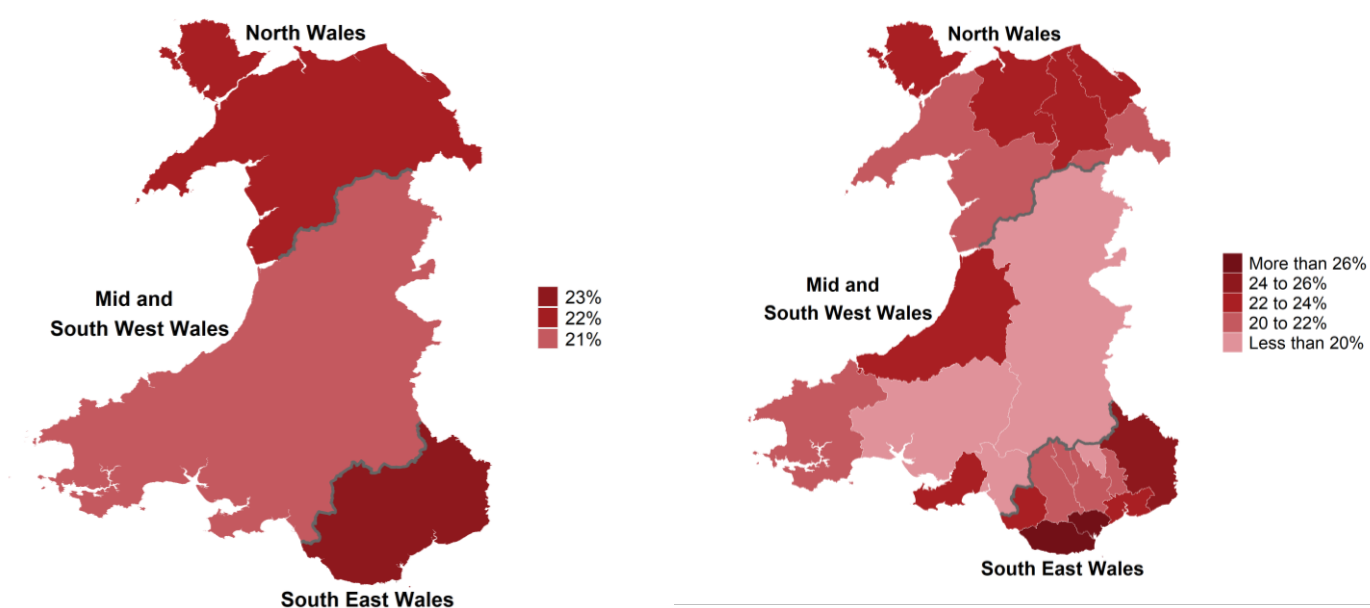 North Wales
Mid and
South West Wales
23%
22%
21%
South East Wales
North Wales
Mid and
South West Wales
More than 26%
24 to 26%
22 to 24%
20 to 22%
Less than 20%
South East Wales